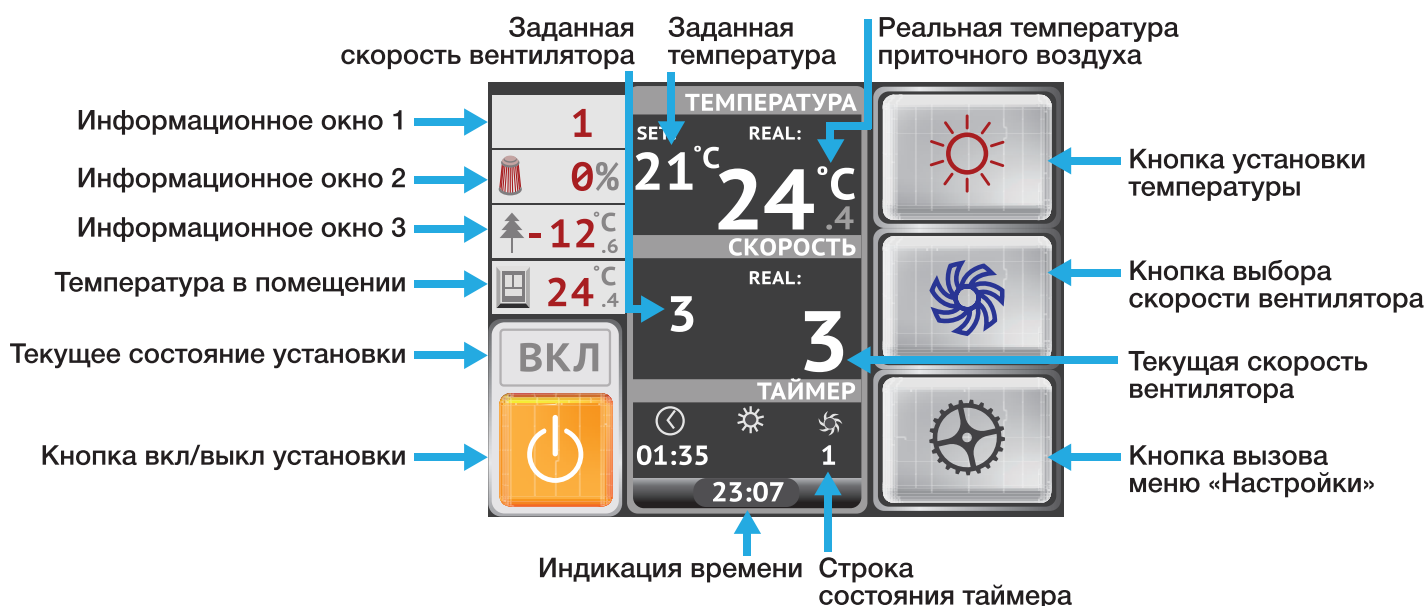 Заданная
скорость вентилятора
Заданная
температура
Реальная температура
приточного воздуха
Информационное окно 1
Информационное окно 2
Информационное окно 3
Температура в помещении
Текущее состояние установки
Кнопка вкл/выкл установки
1
0%
-12°C
.6
24°C
.4
ВКЛ
ТЕМПЕРАТУРА
SET:
REAL:
21°C
24°C
.4
СКОРОСТЬ
REAL:
3
3
ТАЙМЕР
01:35
1
23:07
Кнопка установки
температуры
Кнопка выбора
скорости вентилятора
Текущая скорость
вентилятора
Кнопка вызова
меню «Настройки»
Индикация времени
Строка
состояния таймера